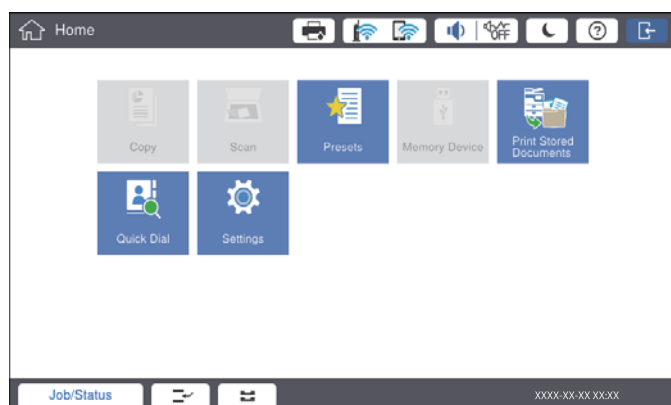 Home
OFF
?
Copy
Scan
Presets
Memory Device
Print Stored
Documents
Quick Dial
Settings
Job/Status
XXXX-XX-XX XX:XX